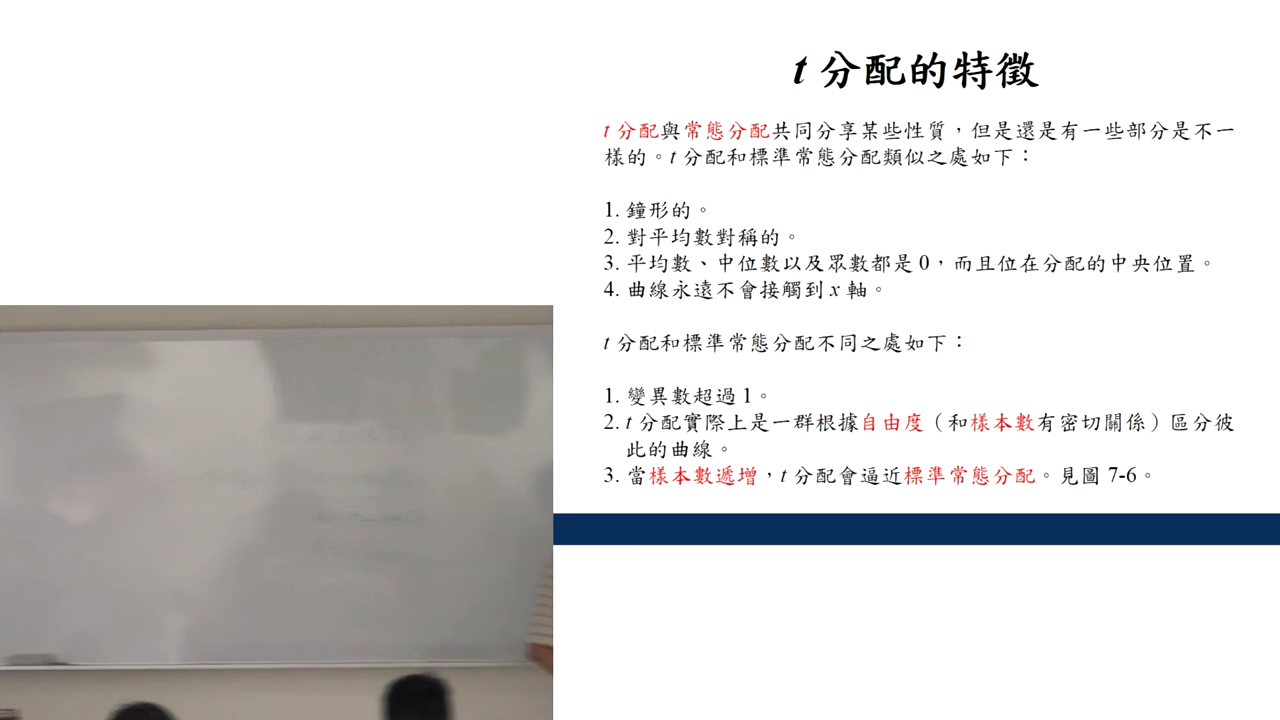 t 分配的特徵
t 分配與常態分配共同分享某些性質，但是還是有一些部分是不一
樣的。t 分配和標準常態分配類似之處如下：
1. 鐘形的。
2. 對平均數對稱的。
3. 平均數、中位數以及眾數都是 0，而且位在分配的中央位置。
4. 曲線永遠不會接觸到 x 軸。
t 分配和標準常態分配不同之處如下：
1. 變異數超過 1。
2. t 分配實際上是一群根據自由度（和樣本數有密切關係）區分彼
此的曲線。
3. 當樣本數遞增，t 分配會逼近標準常態分配。見圖 7-6。